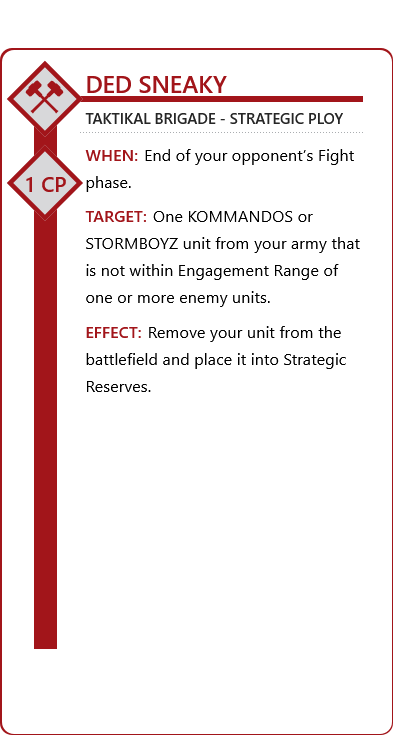 DED SNEAKY
TAKTIKAL BRIGADE - STRATEGIC PLOY
1 CP
WHEN: End of your opponent’s Fight
phase.
TARGET: One KOMMANDOS or
STORMBOYZ unit from your army that
is not within Engagement Range of
one or more enemy units.
EFFECT: Remove your unit from the
battlefield and place it into Strategic
Reserves.